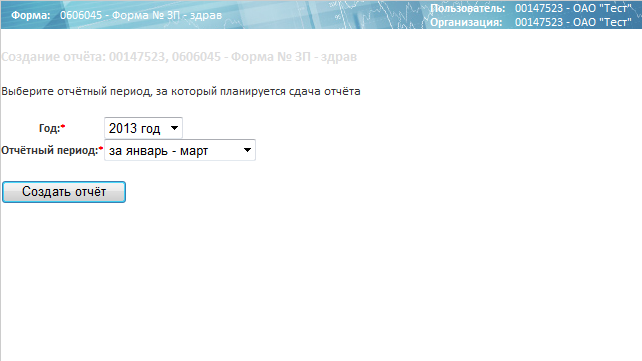 Форма: 0606045 - Форма № ЗП - здрав
Пользователь: 00147523 - ОАО "Тест"
Организация: 00147523 - ОАО "Тест"
Создание отчёта: 00147523, 0606045 - Форма № ЗП - здрав
Выберите отчётный период, за который планируется сдача отчёта
Год:* 2013 год
Отчётный период:* за январь - март
Создать отчёт